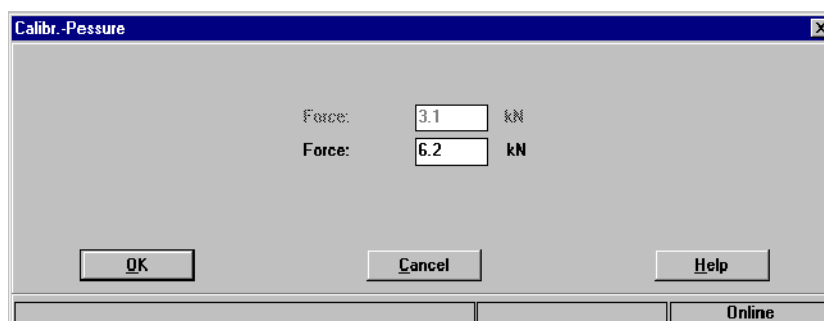 Calibr.-Pessure
Force: 3.1 kN
Force: 6.2 kN
OK Cancel Help
Online